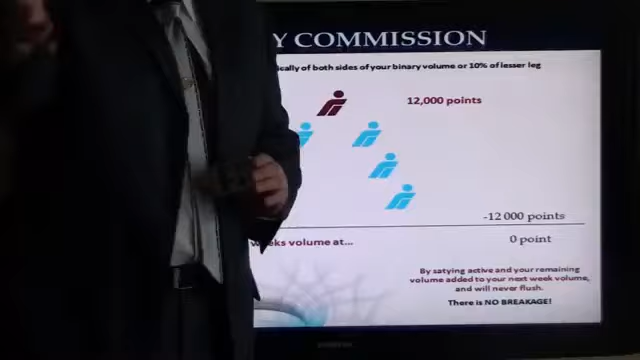 Y COMMISSION
ically of both sides of your binary volume or 10% of lesser leg
12,000 points
-12 000 points
eks volume at...
0 point
By satying active and your remaining
volume added to your next week volume,
and will never flush.
There is NO BREAKAGE!